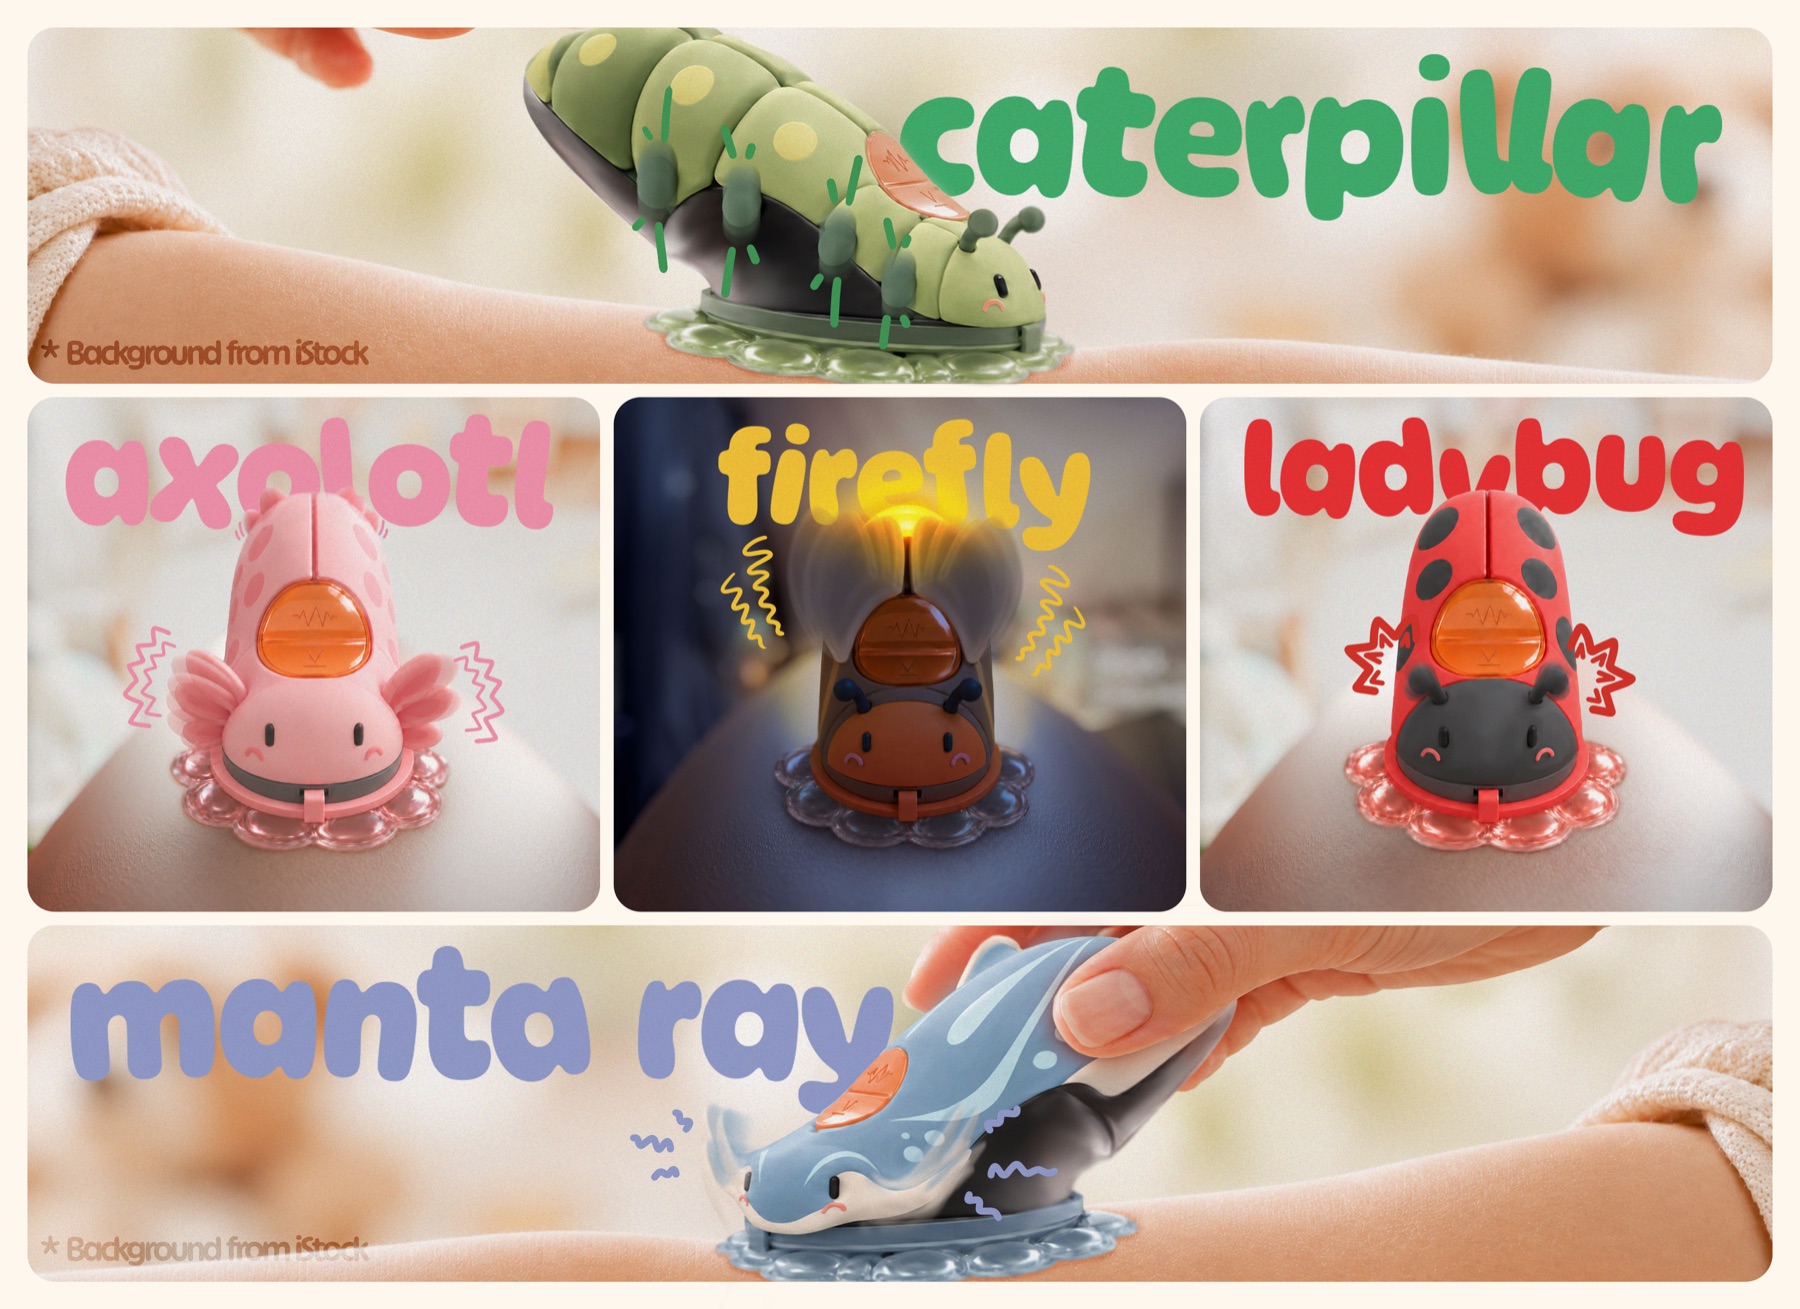 caterpillar
* Background from iStock
axolotl
firefly
ladybug
manta ray
* Background from iStock